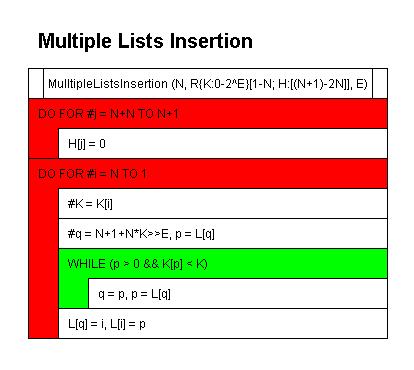 Multiple Lists Insertion
MulltipleListsInsertion (N, R{K:0-2^E}[1-N; H:[(N+1)-2N]], E)
DO FOR #j = N+N TO N+1
H[j] = 0
DO FOR #i = N TO 1
#K = K[i]
#q = N+1+N*K>>E, p = L[q]
WHILE (p > 0 && K[p] < K)
q = p, p = L[q]
L[q] = i, L[i] = p